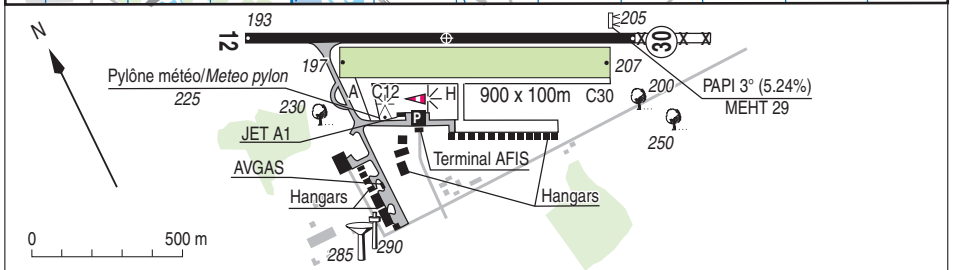 193
205
N
12
30
197
207
Pylône météo/Meteo pylon
225
A
C12
H
900 x 100m
C30
200
PAPI 3° (5.24%)
MEHT 29
230
P
250
JET A1
Terminal AFIS
AVGAS
Hangars
Hangars
0
500 m
285
290